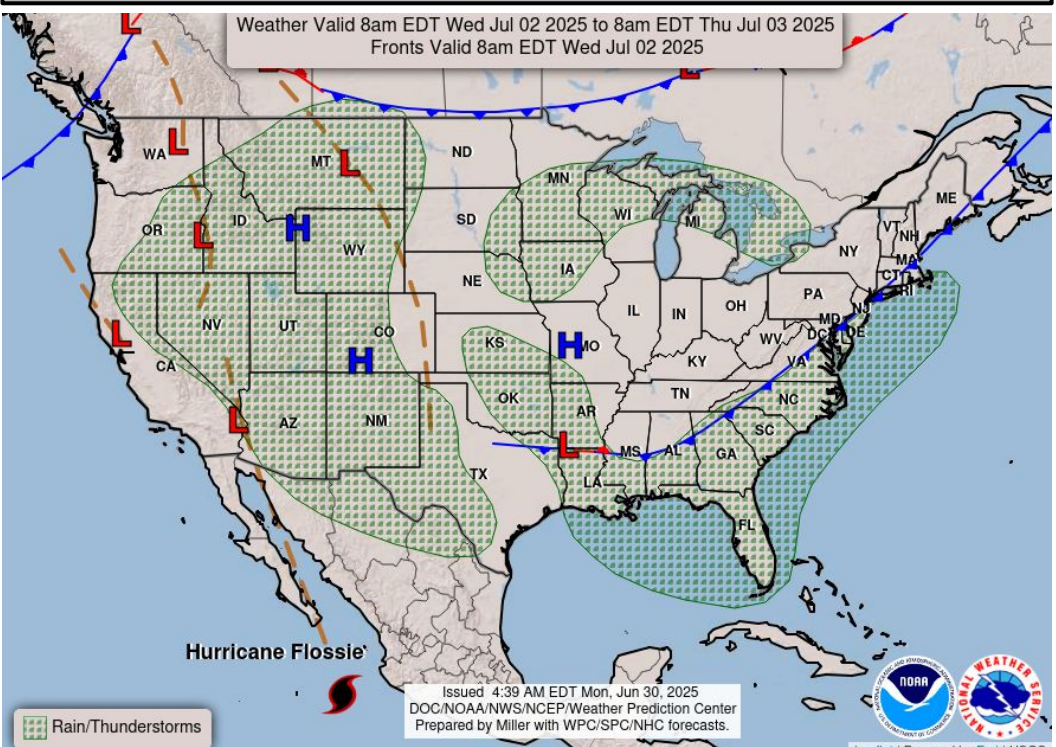 Weather Valid 8am EDT Wed Jul 02 2025 to 8am EDT Thu Jul 03 2025
Fronts Valid 8am EDT Wed Jul 02 2025
L
L
L
L
WA
L
MT
L
ND
MN
WI
MI
ME
VT
NH
OR
L
ID
H
WY
SD
NY
MA
CT
RI
NE
IA
IL
IN
OH
PA
NJ
MD
DE
DC
L
NV
UT
CO
KS
H
MO
WV
VA
KY
CA
H
OK
AR
TN
NC
L
AZ
NM
L
MS
AL
GA
SC
TX
LA
FL
Hurricane Flossie
Issued 4:39 AM EDT Mon, Jun 30, 2025
DOC/NOAA/NWS/NCEP/Weather Prediction Center
Prepared by Miller with WPC/SPC/NHC forecasts.
Rain/Thunderstorms
NOAA
NATIONAL WEATHER SERVICE